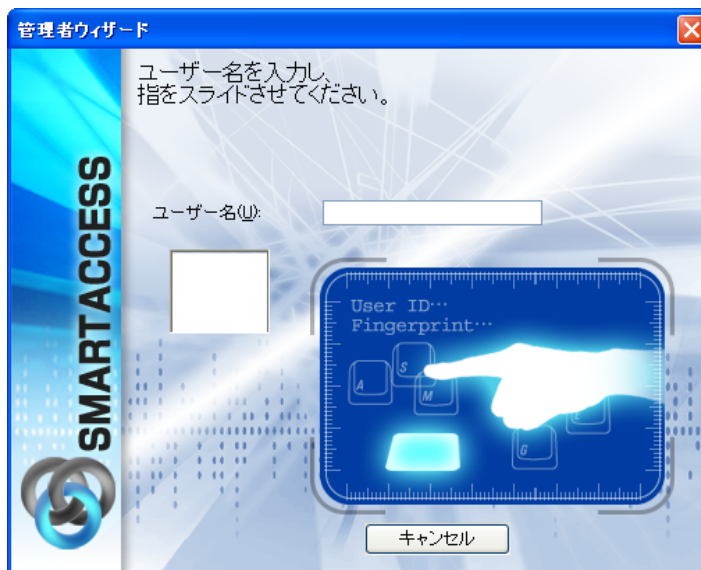 管理者ウィザード
ユーザー名を入力し、
指をスライドさせてください。
SMARTACCESS
ユーザー名(U):
User ID…
Fingerprint…
S
A
M
G
キャンセル